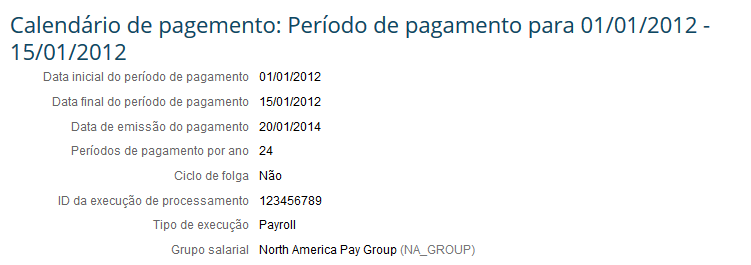 Calendário de pagemento: Período de pagamento para 01/01/2012 -
15/01/2012
Data inicial do período de pagamento 01/01/2012
Data final do período de pagamento 15/01/2012
Data de emissão do pagamento 20/01/2014
Períodos de pagamento por ano 24
Ciclo de folga Não
ID da execução de processamento 123456789
Tipo de execução Payroll
Grupo salarial North America Pay Group (NA_GROUP)